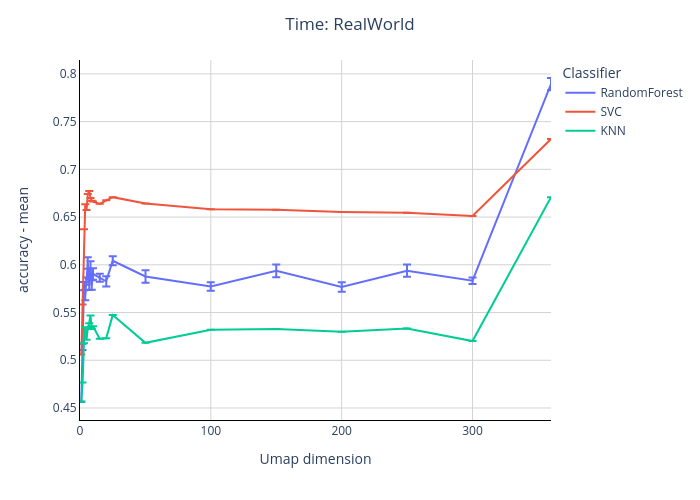 Time: RealWorld
Classifier
RandomForest
SVC
KNN
accuracy - mean
0.8
0.75
0.7
0.65
0.6
0.55
0.5
0.45
0
100
200
300
Umap dimension